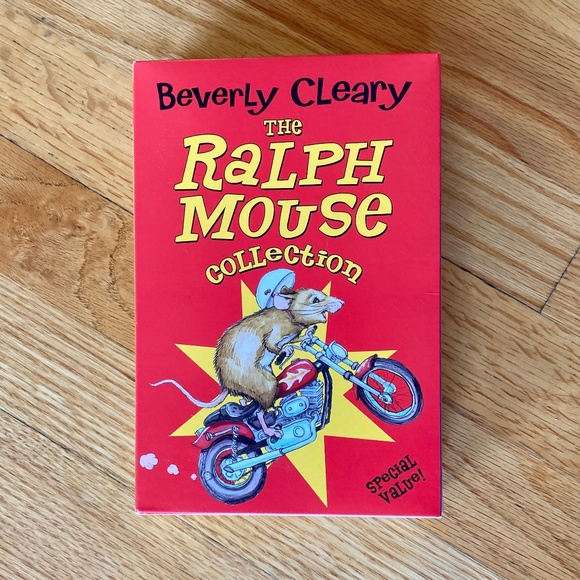 Beverly Cleary
THE
RALPH
MOUSE
COLLECTION
SPECIAL
VALUE!